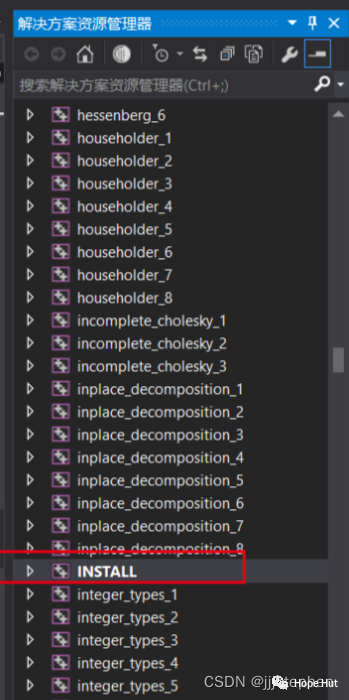 解决方案资源管理器
搜索解决方案资源管理器(Ctrl+;)
hessenberg_6
householder_1
householder_2
householder_3
householder_4
householder_5
householder_6
householder_7
householder_8
incomplete_cholesky_1
incomplete_cholesky_2
incomplete_cholesky_3
inplace_decomposition_1
inplace_decomposition_2
inplace_decomposition_3
inplace_decomposition_4
inplace_decomposition_5
inplace_decomposition_6
inplace_decomposition_7
inplace_decomposition_8
INSTALL
integer_types_1
integer_types_2
integer_types_3
integer_types_4
integer_types_5
CSDN
Hope Hut